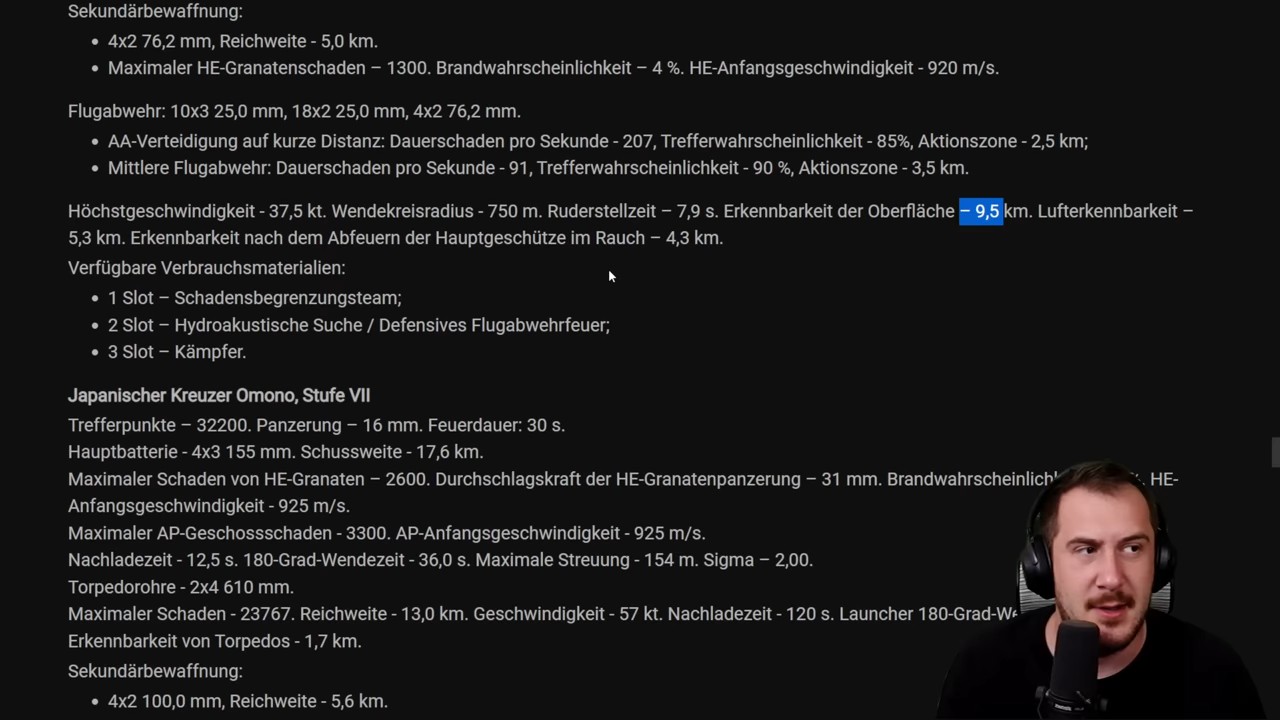 Sekundärbewaffnung:
• 4x2 76,2 mm, Reichweite - 5,0 km.
• Maximaler HE-Granatenschaden – 1300. Brandwahrscheinlichkeit – 4 %. HE-Anfangsgeschwindigkeit - 920 m/s.
Flugabwehr: 10x3 25,0 mm, 18x2 25,0 mm, 4x2 76,2 mm.
• AA-Verteidigung auf kurze Distanz: Dauerschaden pro Sekunde - 207, Trefferwahrscheinlichkeit - 85%, Aktionszone - 2,5 km;
• Mittlere Flugabwehr: Dauerschaden pro Sekunde - 91, Trefferwahrscheinlichkeit - 90 %, Aktionszone - 3,5 km.
Höchstgeschwindigkeit - 37,5 kt. Wendekreisradius - 750 m. Ruderstellzeit – 7,9 s. Erkennbarkeit der Oberfläche – 9,5 km. Lufterkennbarkeit –
5,3 km. Erkennbarkeit nach dem Abfeuern der Hauptgeschütze im Rauch – 4,3 km.
Verfügbare Verbrauchsmaterialien:
• 1 Slot – Schadensbegrenzungsteam;
• 2 Slot – Hydroakustische Suche / Defensives Flugabwehrfeuer;
• 3 Slot – Kämpfer.
Japanischer Kreuzer Omono, Stufe VII
Trefferpunkte – 32200. Panzerung – 16 mm. Feuerdauer: 30 s.
Hauptbatterie - 4x3 155 mm. Schussweite - 17,6 km.
Maximaler Schaden von HE-Granaten – 2600. Durchschlagskraft der HE-Granatenpanzerung – 31 mm. HE-
Anfangsgeschwindigkeit - 925 m/s.
Maximaler AP-Geschossschaden - 3300. AP-Anfangsgeschwindigkeit - 925 m/s.
Nachladezeit - 12,5 s. 180-Grad-Wendezeit - 36,0 s. Maximale Streuung - 154 m. Sigma – 2,00.
Torpedorohre - 2x4 610 mm.
Maximaler Schaden - 23767. Reichweite - 13,0 km. Geschwindigkeit - 57 kt. Nachladezeit - 120 s. Launcher
Erkennbarkeit von Torpedos - 1,7 km.
Sekundärbewaffnung:
• 4x2 100,0 mm, Reichweite - 5,6 km.